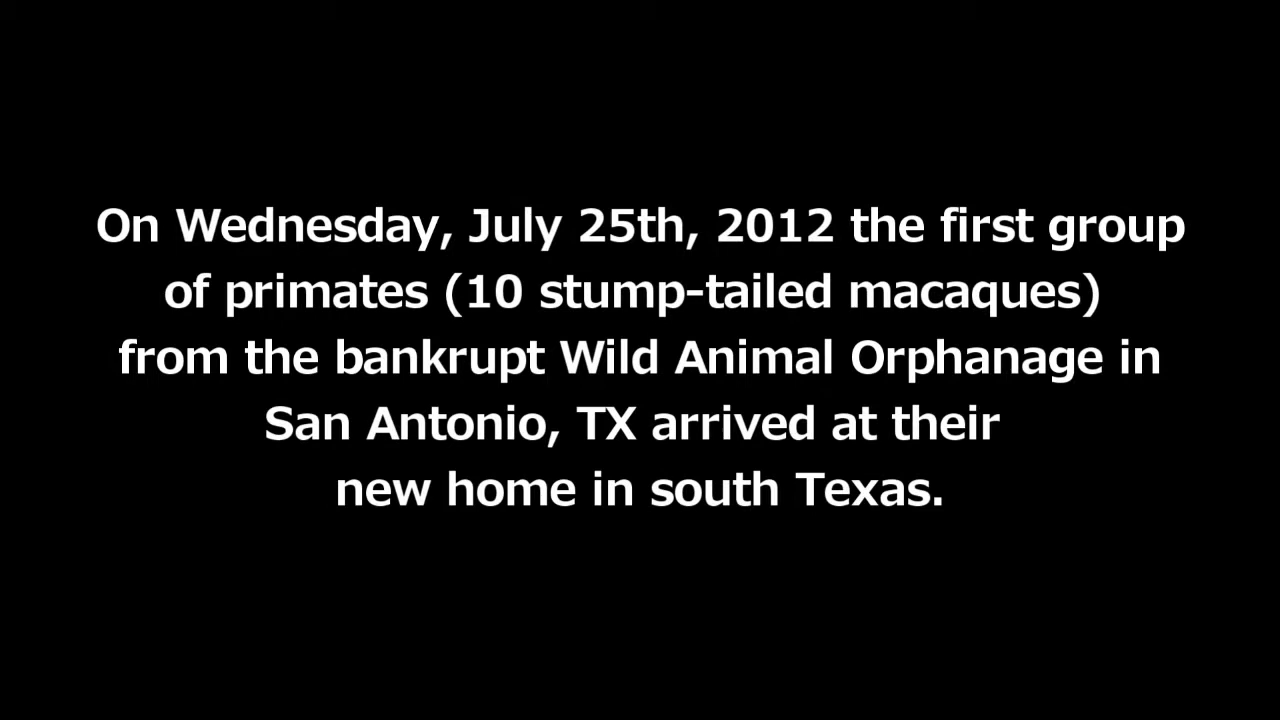 On Wednesday, July 25th, 2012 the first group
of primates (10 stump-tailed macaques)
from the bankrupt Wild Animal Orphanage in
San Antonio, TX arrived at their
new home in south Texas.